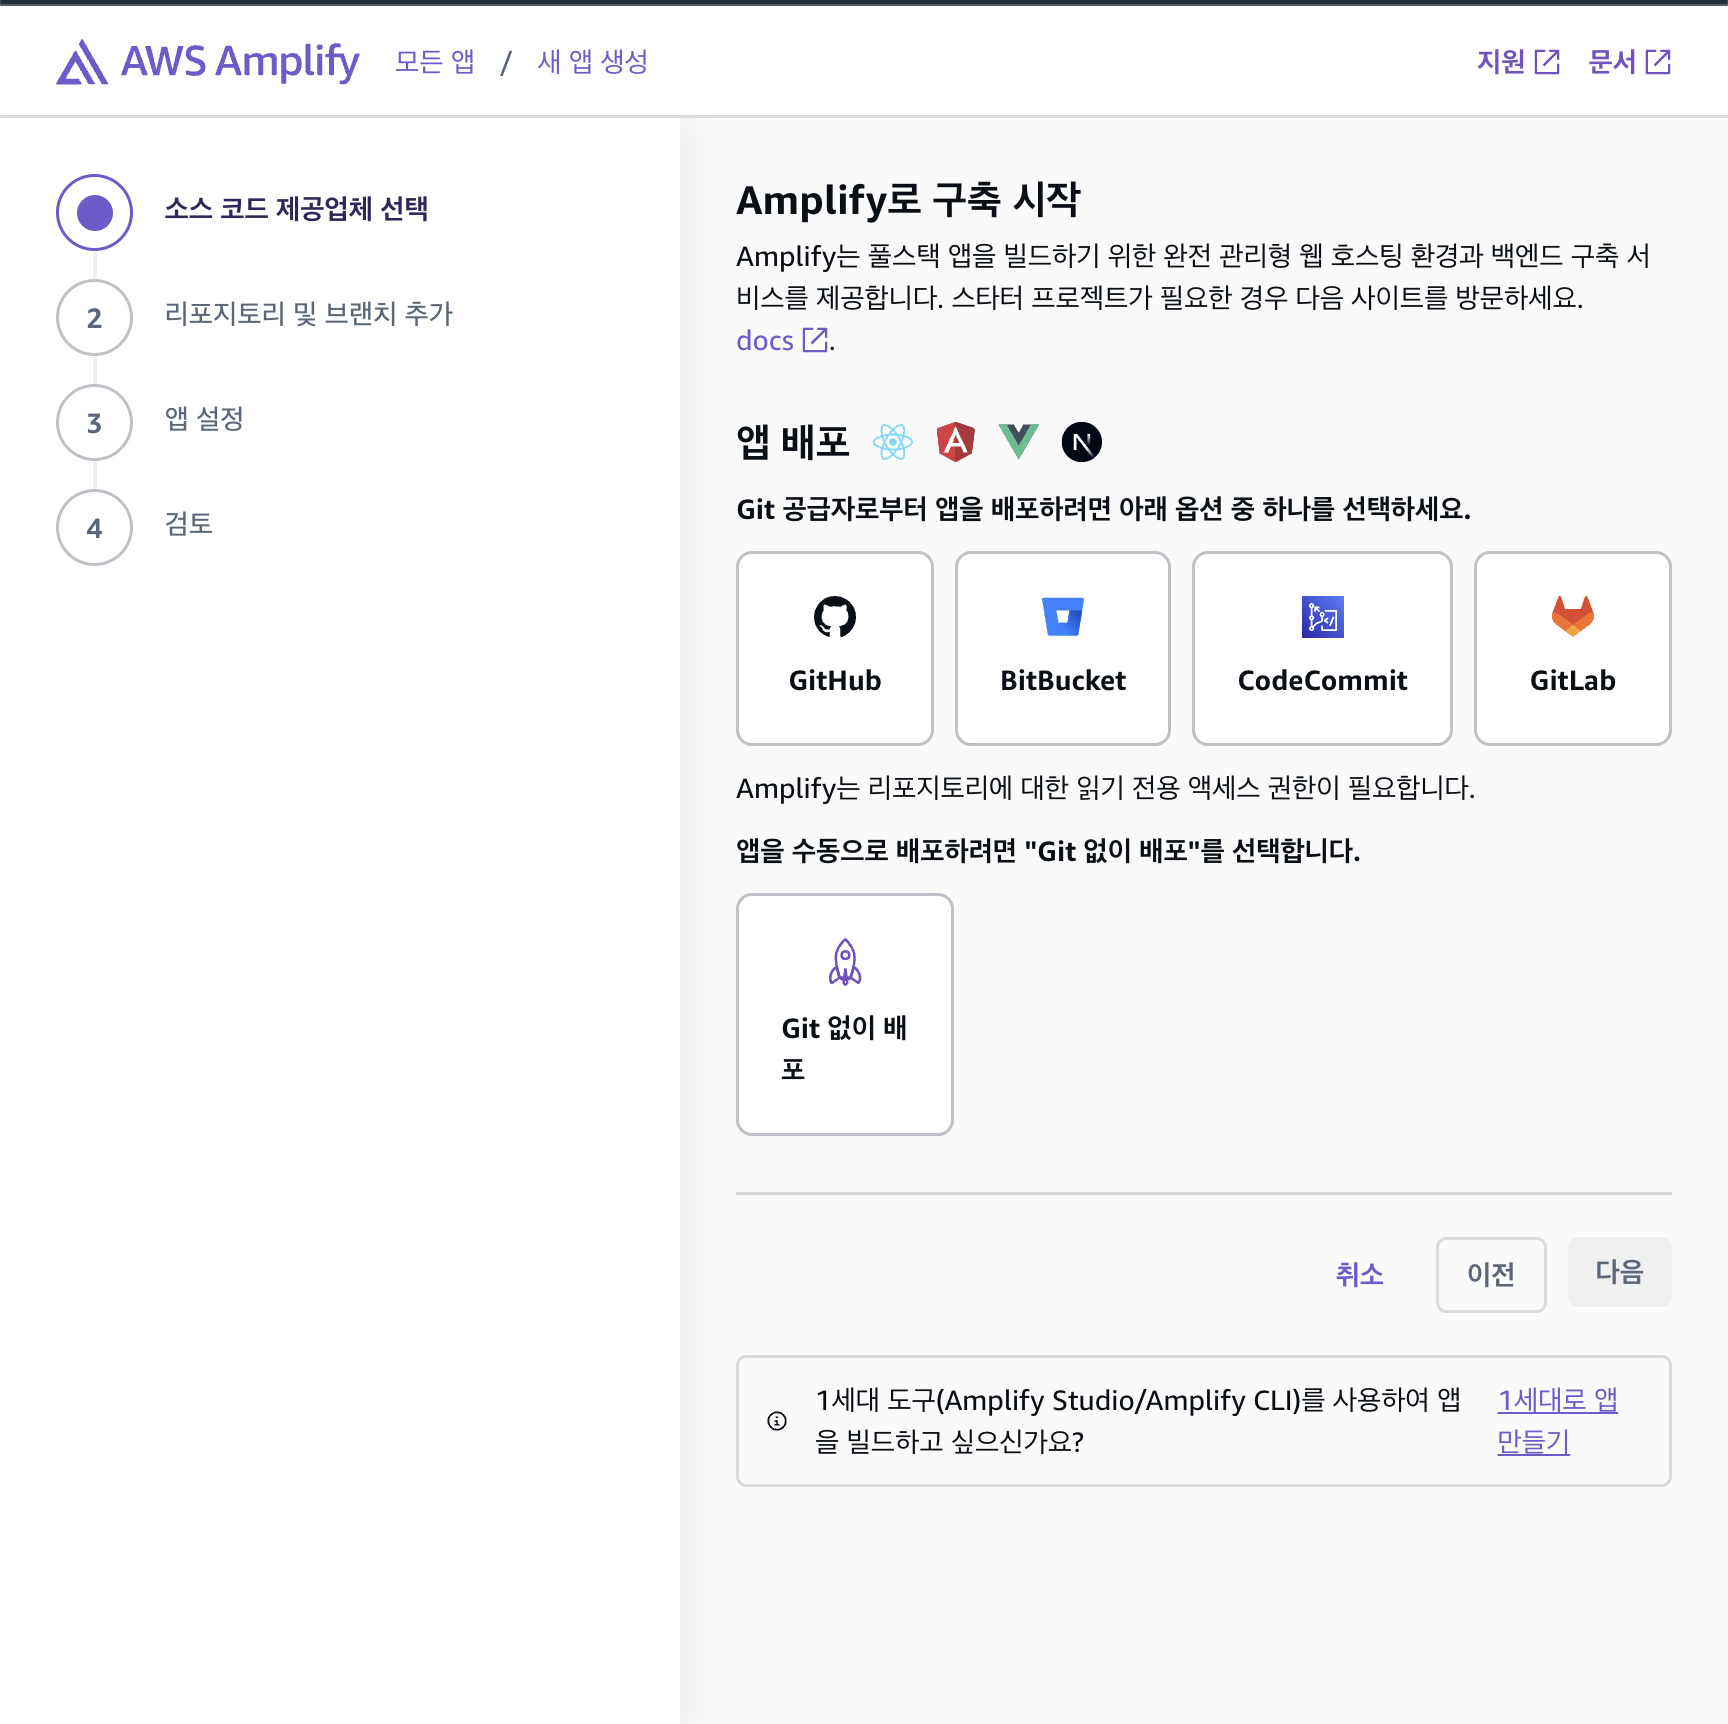 AWS Amplify
모든 앱 / 새 앱 생성
지원
문서
소스 코드 제공업체 선택
2
리포지토리 및 브랜치 추가
3
앱 설정
4
검토
Amplify로 구축 시작
Amplify는 풀스택 앱을 빌드하기 위한 완전 관리형 웹 호스팅 환경과 백엔드 구축 서
비스를 제공합니다. 스타터 프로젝트가 필요한 경우 다음 사이트를 방문하세요.
docs .
앱 배포
Git 공급자로부터 앱을 배포하려면 아래 옵션 중 하나를 선택하세요.
GitHub
BitBucket
CodeCommit
GitLab
Amplify는 리포지토리에 대한 읽기 전용 액세스 권한이 필요합니다.
앱을 수동으로 배포하려면 "Git 없이 배포"를 선택합니다.
Git 없이 배
포
취소
이전
다음
1세대 도구(Amplify Studio/Amplify CLI)를 사용하여 앱
을 빌드하고 싶으신가요?
1세대로 앱
만들기